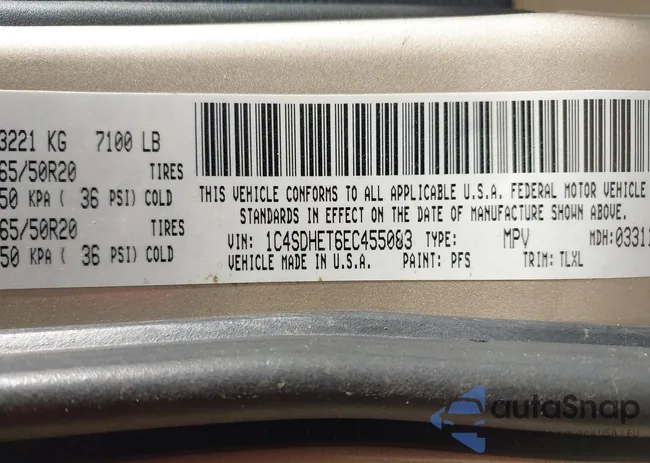 3221 KG 7100 LB
65/50R20 TIRES
50 KPA ( 36 PSI) COLD
65/50R20 TIRES
50 KPA ( 36 PSI) COLD
THIS VEHICLE CONFORMS TO ALL APPLICABLE U.S.A. FEDERAL MOTOR VEHICLE
STANDARDS IN EFFECT ON THE DATE OF MANUFACTURE SHOWN ABOVE.
VIN: 1C4SDHET6EC455083 TYPE: MPV MDH:03311
VEHICLE MADE IN U.S.A. PAINT: PFS TRIM: TLXL
autoSnap